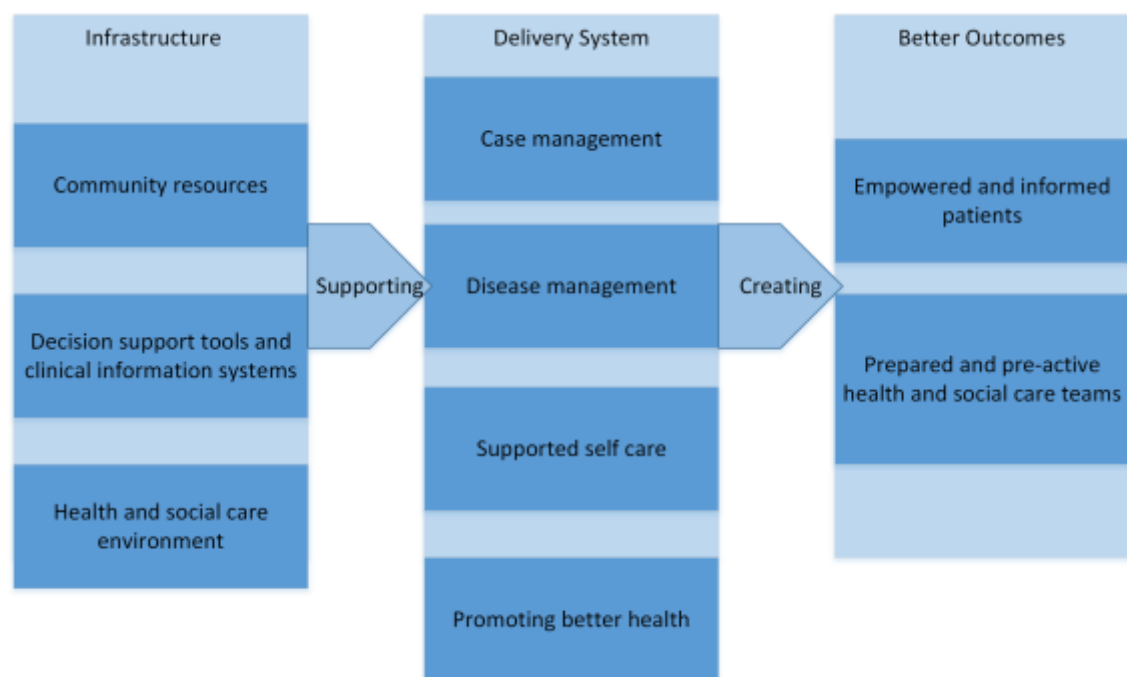 Infrastructure
Community resources
Decision support tools and
clinical information systems
Health and social care
environment
Supporting
Delivery System
Case management
Disease management
Supported self care
Promoting better health
Creating
Better Outcomes
Empowered and informed
patients
Prepared and pre-active
health and social care teams